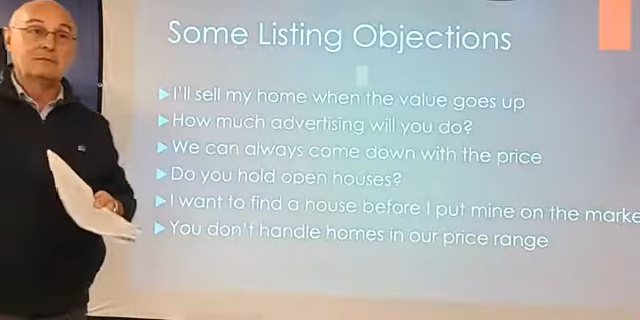 Some Listing Objections
I'll sell my home when the value goes up
How much advertising will you do?
We can always come down with the price
Do you hold open houses?
I want to find a house before I put mine on the marke
You don't handle homes in our price range